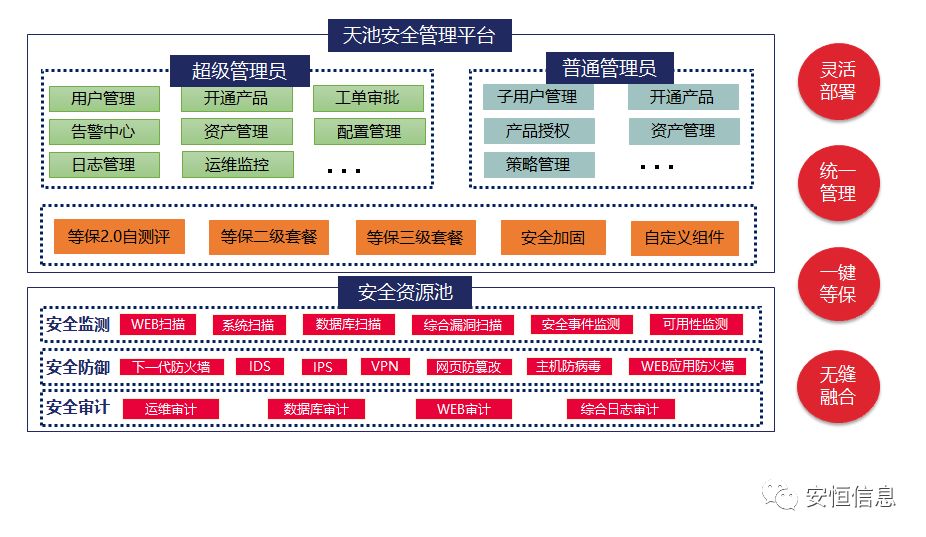 天池安全管理平台
超级管理员
用户管理
开通产品
工单审批
告警中心
资产管理
配置管理
日志管理
运维监控
...
普通管理员
子用户管理
开通产品
产品授权
资产管理
策略管理
...
等保2.0自测评
等保二级套餐
等保三级套餐
安全加固
自定义组件
安全资源池
安全监测
WEB扫描
系统扫描
数据库扫描
综合漏洞扫描
安全事件监测
可用性监测
安全防御
下一代防火墙
IDS
IPS
VPN
网页防篡改
主机防病毒
WEB应用防火墙
安全审计
运维审计
数据库审计
WEB审计
综合日志审计
灵活
部署
统一
管理
一键
等保
无缝
融合
安恒信息